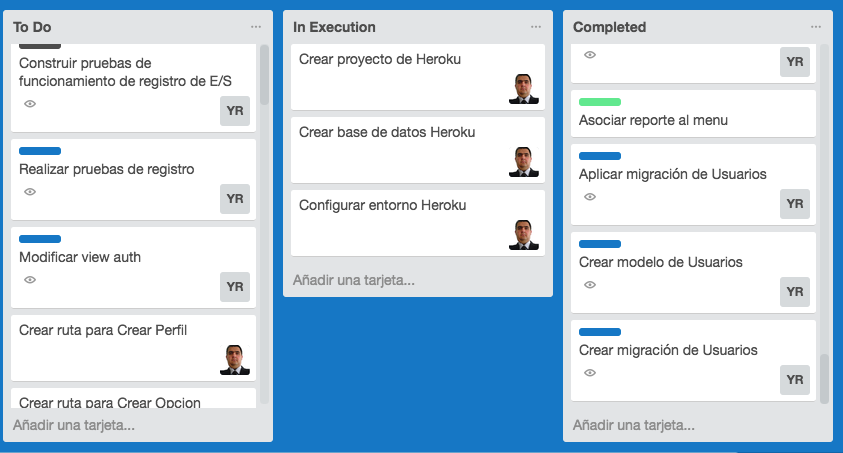 To Do
Construir pruebas de
funcionamiento de registro de E/S
YR
Realizar pruebas de registro
YR
Modificar view auth
YR
Crear ruta para Crear Perfil
Crear ruta para Crear Opcion
Añadir una tarjeta...
In Execution
Crear proyecto de Heroku
Crear base de datos Heroku
Configurar entorno Heroku
Añadir una tarjeta...
Completed
YR
Asociar reporte al menu
Aplicar migración de Usuarios
YR
Crear modelo de Usuarios
YR
Crear migración de Usuarios
YR
Añadir una tarjeta...